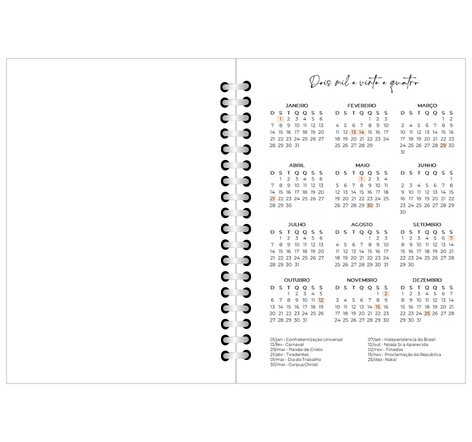 Dois mil e vinte e quatro
JANEIRO
D S T Q Q S S
1 2 3 4 5 6
7 8 9 10 11 12 13
14 15 16 17 18 19 20
21 22 23 24 25 26 27
28 29 30 31
FEVEREIRO
D S T Q Q S S
1 2 3
4 5 6 7 8 9 10
11 12 13 14 15 16 17
18 19 20 21 22 23 24
25 26 27 28 29
MARÇO
D S T Q Q S S
1 2
3 4 5 6 7 8 9
10 11 12 13 14 15 16
17 18 19 20 21 22 23
24 25 26 27 28 29 30
31
ABRIL
D S T Q Q S S
1 2 3 4 5 6
7 8 9 10 11 12 13
14 15 16 17 18 19 20
21 22 23 24 25 26 27
28 29 30
MAIO
D S T Q Q S S
1 2 3 4
5 6 7 8 9 10 11
12 13 14 15 16 17 18
19 20 21 22 23 24 25
26 27 28 29 30 31
JUNHO
D S T Q Q S S
1
2 3 4 5 6 7 8
9 10 11 12 13 14 15
16 17 18 19 20 21 22
23 24 25 26 27 28 29
30
JULHO
D S T Q Q S S
1 2 3 4 5 6
7 8 9 10 11 12 13
14 15 16 17 18 19 20
21 22 23 24 25 26 27
28 29 30 31
AGOSTO
D S T Q Q S S
1 2 3
4 5 6 7 8 9 10
11 12 13 14 15 16 17
18 19 20 21 22 23 24
25 26 27 28 29 30 31
SETEMBRO
D S T Q Q S S
1 2 3 4 5 6 7
8 9 10 11 12 13 14
15 16 17 18 19 20 21
22 23 24 25 26 27 28
29 30
OUTUBRO
D S T Q Q S S
1 2 3 4 5
6 7 8 9 10 11 12
13 14 15 16 17 18 19
20 21 22 23 24 25 26
27 28 29 30 31
NOVEMBRO
D S T Q Q S S
1 2
3 4 5 6 7 8 9
10 11 12 13 14 15 16
17 18 19 20 21 22 23
24 25 26 27 28 29 30
DEZEMBRO
D S T Q Q S S
1 2 3 4 5 6 7
8 9 10 11 12 13 14
15 16 17 18 19 20 21
22 23 24 25 26 27 28
29 30 31
01/jan - Confraternização Universal
13/fev - Carnaval
29/mar - Paixão de Cristo
21/abr - Tiradentes
01/mai - Dia do Trabalho
30/mai - Corpus Christi
07/set - Independência do Brasil
12/out - Nossa Sr.a Aparecida
02/nov - Finados
15/nov - Proclamação da República
25/dez - Natal